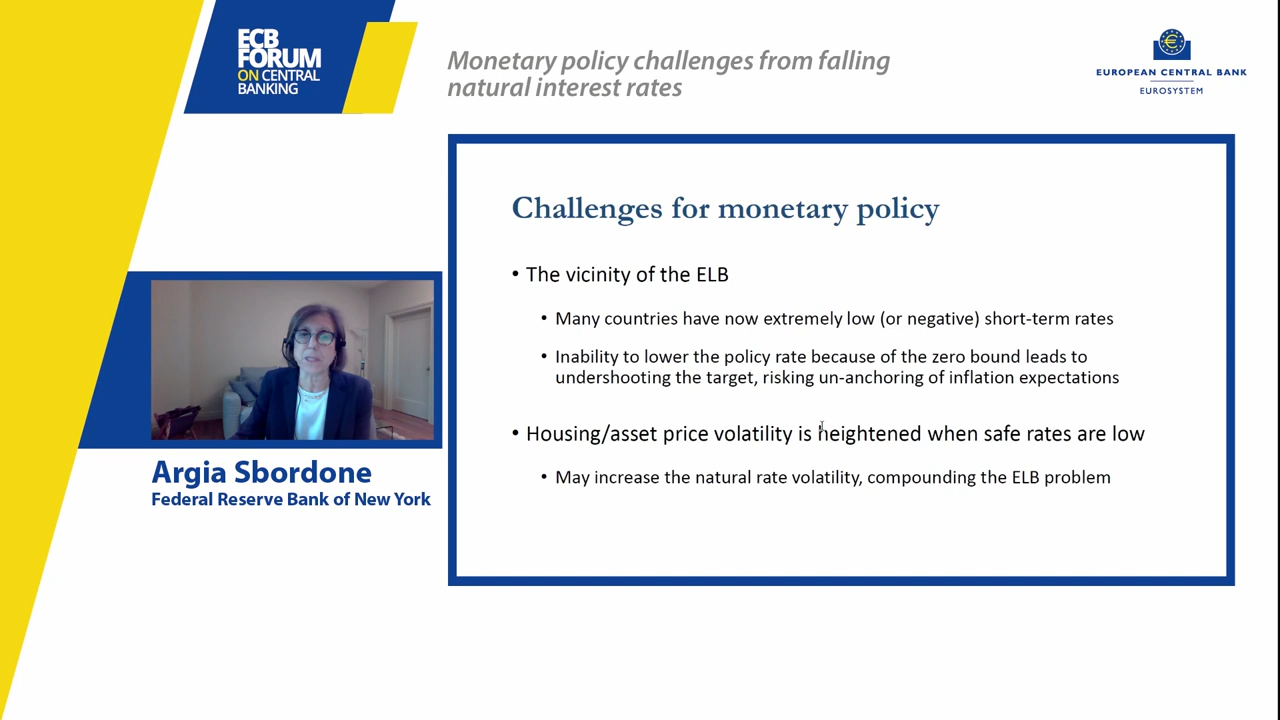 ECB
FORUM
ON CENTRAL
BANKING
Monetary policy challenges from falling
natural interest rates
EUROPEAN CENTRAL BANK
EUROSYSTEM
Challenges for monetary policy
• The vicinity of the ELB
• Many countries have now extremely low (or negative) short-term rates
• Inability to lower the policy rate because of the zero bound leads to
undershooting the target, risking un-anchoring of inflation expectations
• Housing/asset price volatility is heightened when safe rates are low
• May increase the natural rate volatility, compounding the ELB problem
Argia Sbordone
Federal Reserve Bank of New York